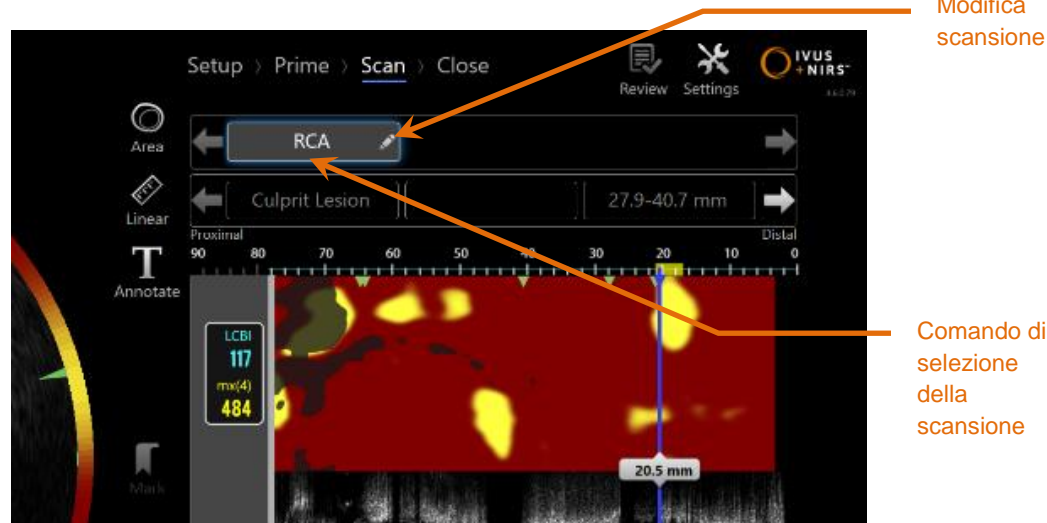 Modifica
scansione
Setup > Prime > Scan > Close
Review
Settings
IVUS
+NIRS
Area
RCA
Linear
Culprit Lesion
27.9-40.7 mm
Proximal
Distal
90 80 70 60 50 40 30 20 10 0
Annotate
LCBI
117
mx(4)
484
Comando di
selezione
della
scansione
20.5 mm
Mark